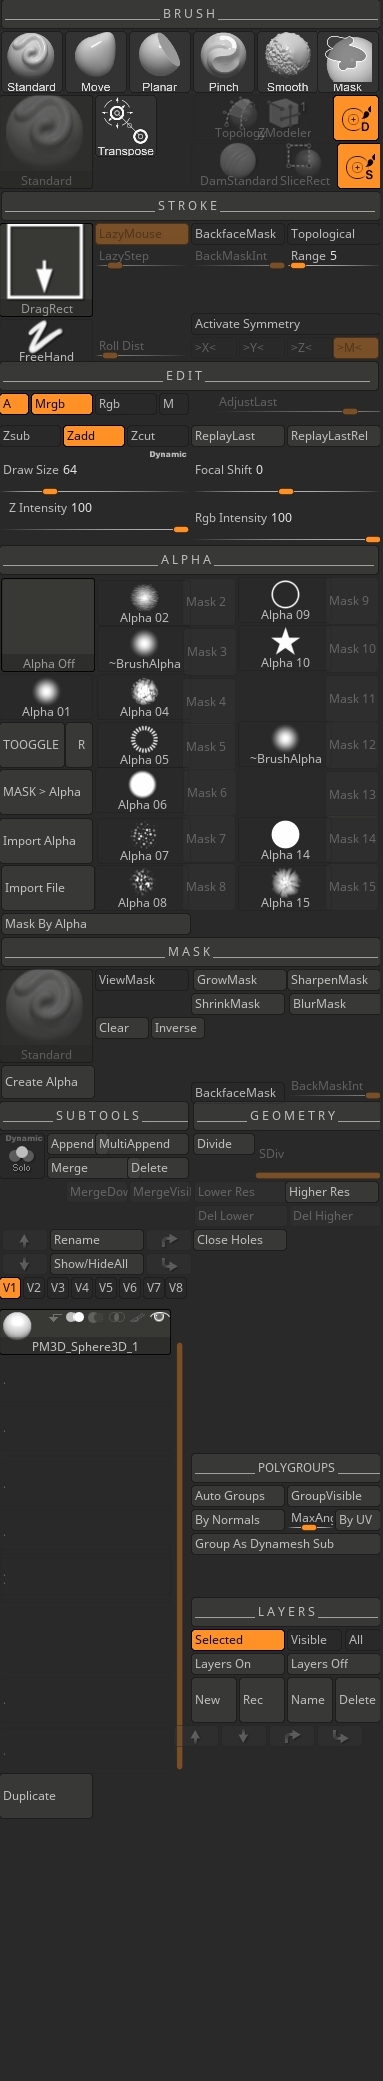 BRUSH
Standard Move Planar Pinch Smooth Mask
Topology ZModeler D
Transpose
Standard DamStandard SliceRect S
STROKE
LazyMouse BackfaceMask Topological
LazyStep BackMaskInt Range 5
DragRect
Activate Symmetry
FreeHand Roll Dist >X< >Y< >Z< >M<
EDIT
A Mrgb Rgb M AdjustLast
Zsub Zadd Zcut ReplayLast ReplayLastRel
Dynamic
Draw Size 64 Focal Shift 0
Z Intensity 100
Rgb Intensity 100
ALPHA
Alpha 02 Mask 2 Alpha 09 Mask 9
Alpha Off ~BrushAlpha Mask 3 Alpha 10 Mask 10
Alpha 01 Alpha 04 Mask 4 Mask 11
TOOGGLE R Alpha 05 Mask 5 ~BrushAlpha Mask 12
MASK > Alpha Alpha 06 Mask 6 Mask 13
Import Alpha Alpha 07 Mask 7 Alpha 14 Mask 14
Import File Alpha 08 Mask 8 Alpha 15 Mask 15
Mask By Alpha
MASK
ViewMask GrowMask SharpenMask
ShrinkMask BlurMask
Clear Inverse
Standard
Create Alpha
BackfaceMask BackMaskInt
SUBTOOLS GEOMETRY
Dynamic
Append MultiAppend Divide
SDiv
Solo Merge Delete
MergeDov MergeVisil Lower Res Higher Res
Del Lower Del Higher
Rename Close Holes
Show/HideAll
V1 V2 V3 V4 V5 V6 V7 V8
PM3D_Sphere3D_1
POLYGROUPS
Auto Groups GroupVisible
By Normals MaxAng By UV
Group As Dynamesh Sub
LAYERS
Selected Visible All
Layers On Layers Off
New Rec Name Delete
Duplicate